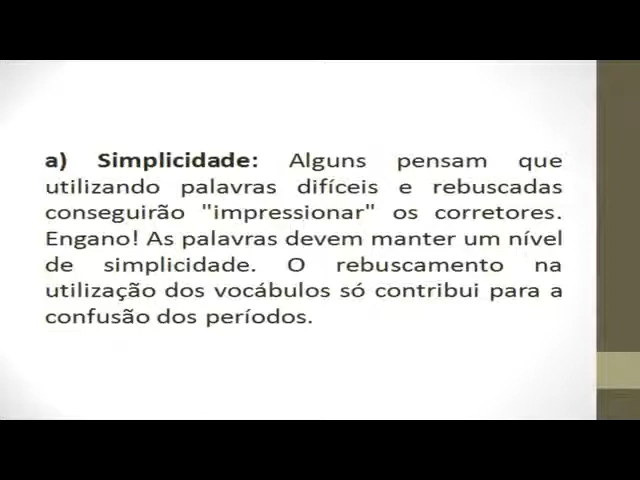 a) Simplicidade: Alguns pensam que
utilizando palavras difíceis e rebuscadas
conseguirão "impressionar" os corretores.
Engano! As palavras devem manter um nível
de simplicidade. O rebuscamento na
utilização dos vocábulos só contribui para a
confusão dos períodos.